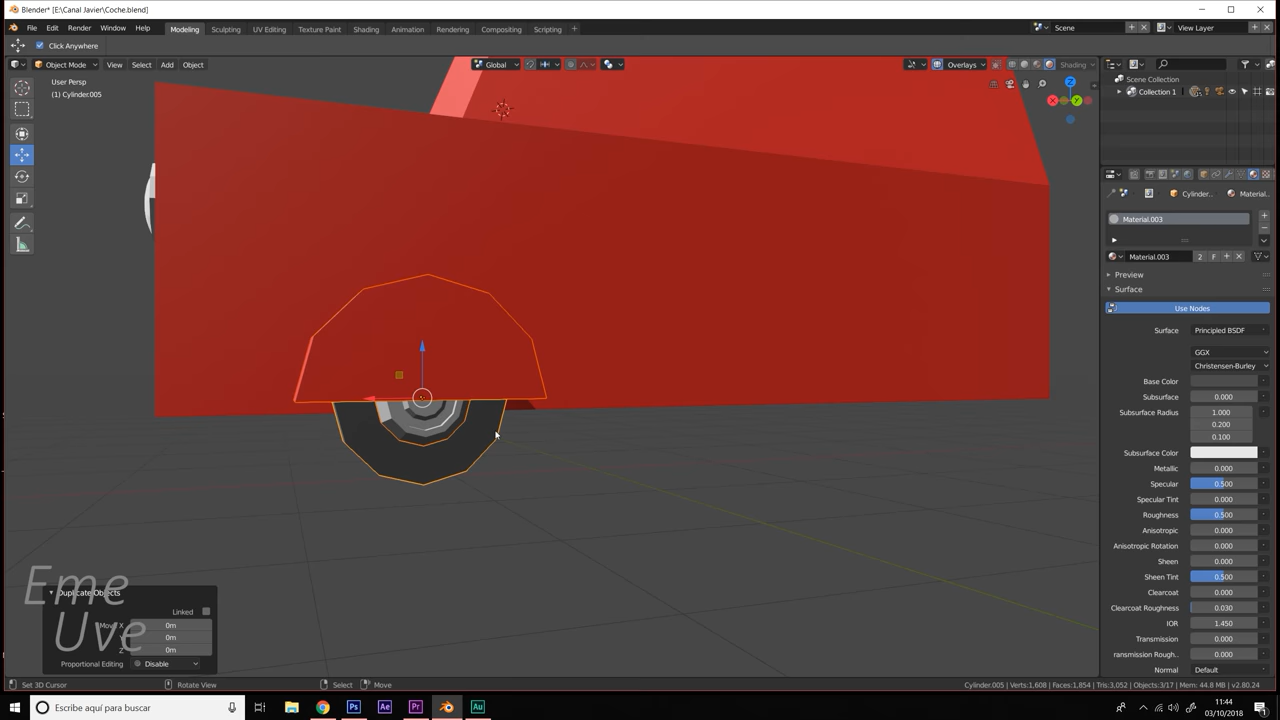 Blender* [E:\Canal Javier\Coche.blend]
File Edit Render Window Help
Modeling Sculpting UV Editing Texture Paint Shading Animation Rendering Compositing Scripting +
Scene
View Layer
Click Anywhere
Object Mode View Select Add Object
Global
Overlays
Shading
User Persp
(1) Cylinder.005
Scene Collection
Collection 1
Cylinder..
Material..
Material.003
Material.003 2 F
Preview
Surface
Use Nodes
Surface Principled BSDF
GGX
Christensen-Burley
Base Color
Subsurface 0.000
Subsurface Radius 1.000
0.200
0.100
Subsurface Color
Metallic 0.000
Specular 0.500
Specular Tint 0.000
Roughness 0.500
Anisotropic 0.000
Anisotropic Rotation 0.000
Sheen 0.000
Sheen Tint 0.500
Clearcoat 0.000
Clearcoat Roughness 0.030
IOR 1.450
Transmission 0.000
ransmission Rough.. 0.000
Normal Default
Eme
Uve
Duplicate Objects
Linked
Move X 0m
Y 0m
Z 0m
Proportional Editing Disable
Set 3D Cursor
Rotate View
Select
Move
Cylinder.005 | Verts:1,608 | Faces:1,854 | Tris:3,052 | Objects:3/17 | Mem: 44.8 MB | v2.80.24
Escribe aquí para buscar
Ps Ae Pr Au
11:44
03/10/2018